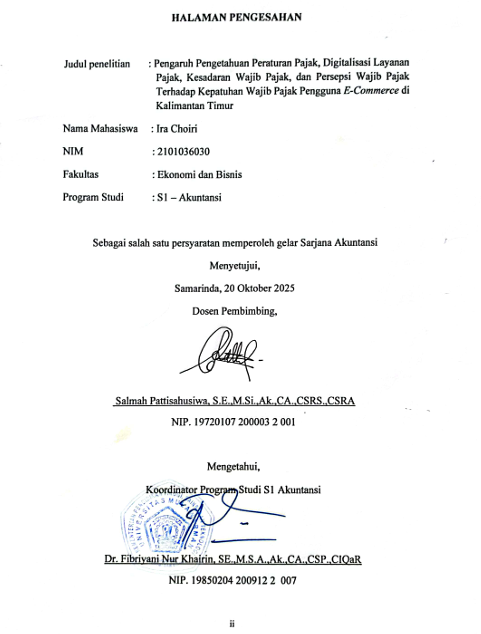 HALAMAN PENGESAHAN
Judul penelitian : Pengaruh Pengetahuan Peraturan Pajak, Digitalisasi Layanan
Pajak, Kesadaran Wajib Pajak, dan Persepsi Wajib Pajak
Terhadap Kepatuhan Wajib Pajak Pengguna E-Commerce di
Kalimantan Timur
Nama Mahasiswa : Ira Choiri
NIM : 2101036030
Fakultas : Ekonomi dan Bisnis
Program Studi : S1 – Akuntansi
Sebagai salah satu persyaratan memperoleh gelar Sarjana Akuntansi
Menyetujui,
Samarinda, 20 Oktober 2025
Dosen Pembimbing,
Salmah Pattisahusiwa, S.E.,M.Si.,Ak.,CA.,CSRS.,CSRA
NIP. 19720107 200003 2 001
Mengetahui,
Koordinator Program Studi S1 Akuntansi
Dr. Fibriyani Nur Khairin, SE.,M.S.A.,Ak.,CA.,CSP.,CIQaR
NIP. 19850204 200912 2 007
ii